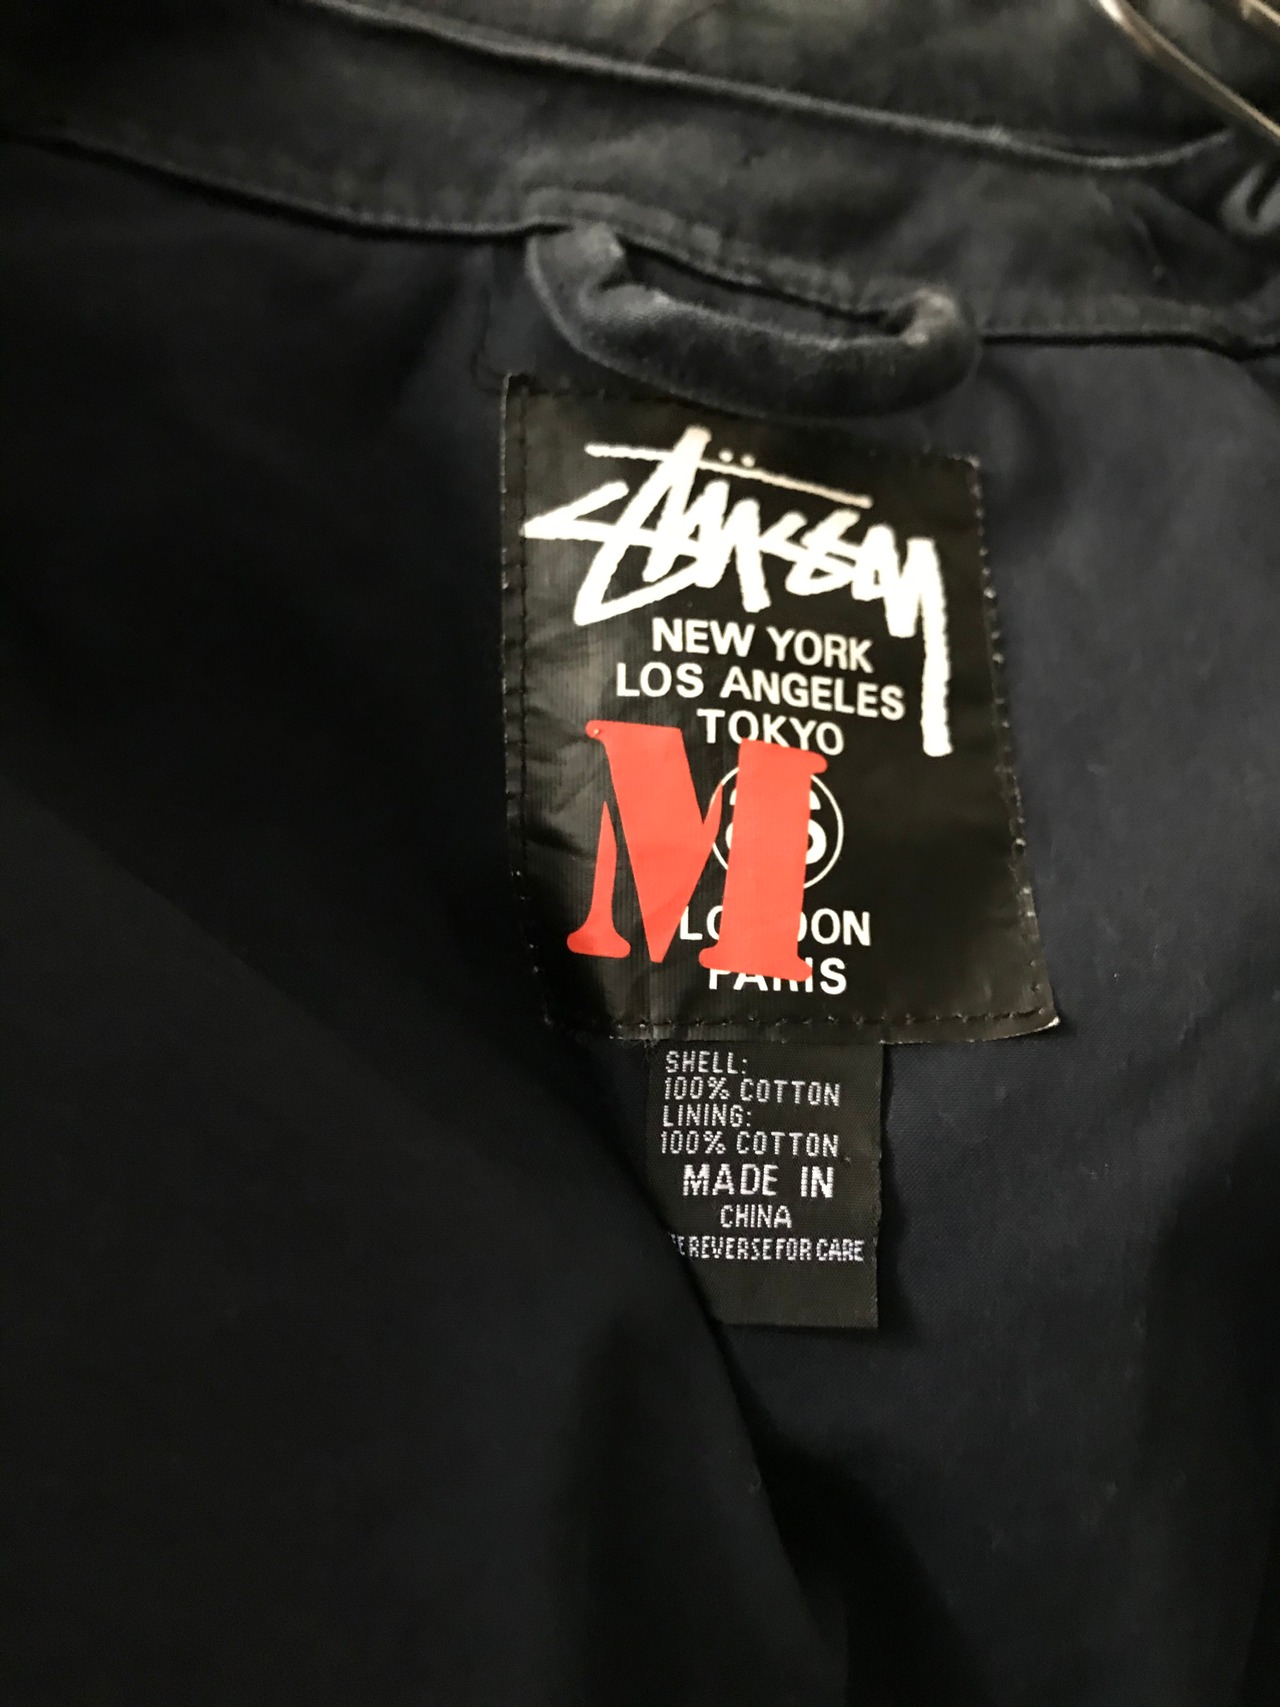 STÜSSY
NEW YORK
LOS ANGELES
TOKYO
M
LONDON
PARIS
SHELL:
100% COTTON
LINING:
100% COTTON
MADE IN
CHINA
REVERSE FOR CARE